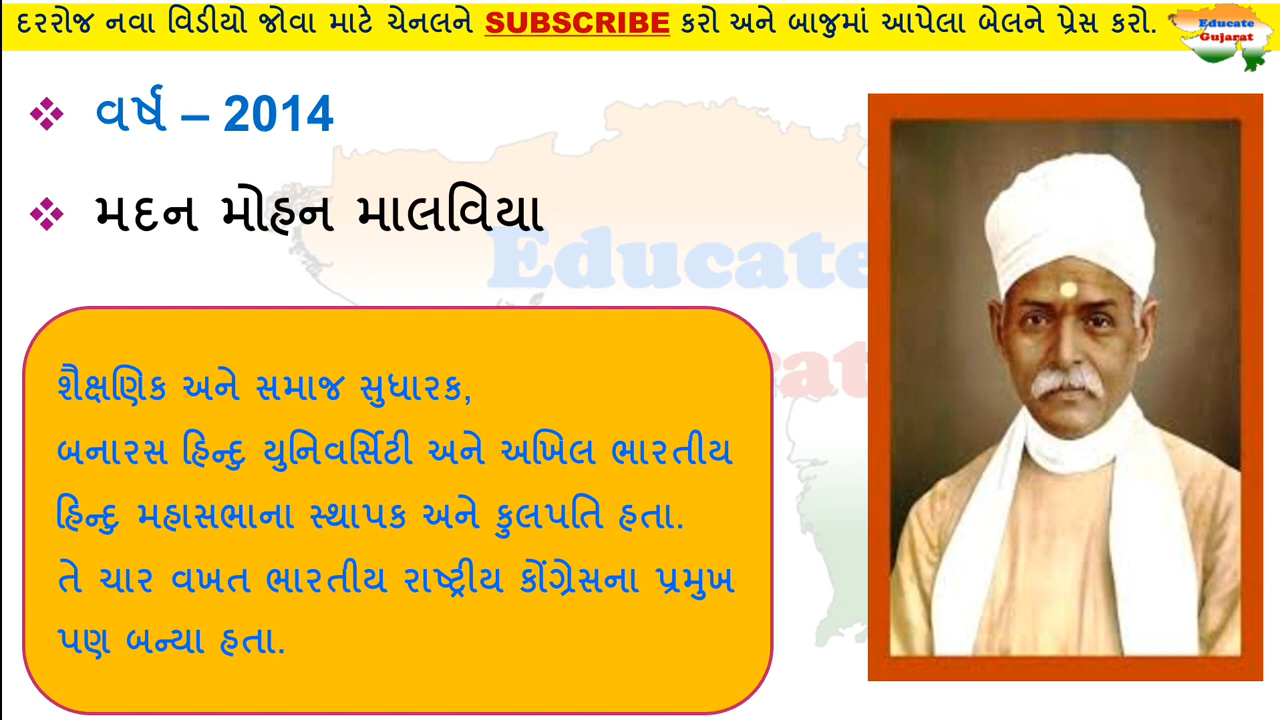 દરરોજ નવા વિડીયો જોવા માટે ચેનલને SUBSCRIBE કરો અને બાજુમાં આપેલા બેલને પ્રેસ કરો.
Educate
Gujarat
❖ વર્ષ – 2014
❖ મદન મોહન માલવિયા
Educate
rat
શૈક્ષણિક અને સમાજ સુધારક,
બનારસ હિન્દુ યુનિવર્સિટી અને અખિલ ભારતીય
હિન્દુ મહાસભાના સ્થાપક અને કુલપતિ હતા.
તે ચાર વખત ભારતીય રાષ્ટ્રીય કોંગ્રેસના પ્રમુખ
પણ બન્યા હતા.